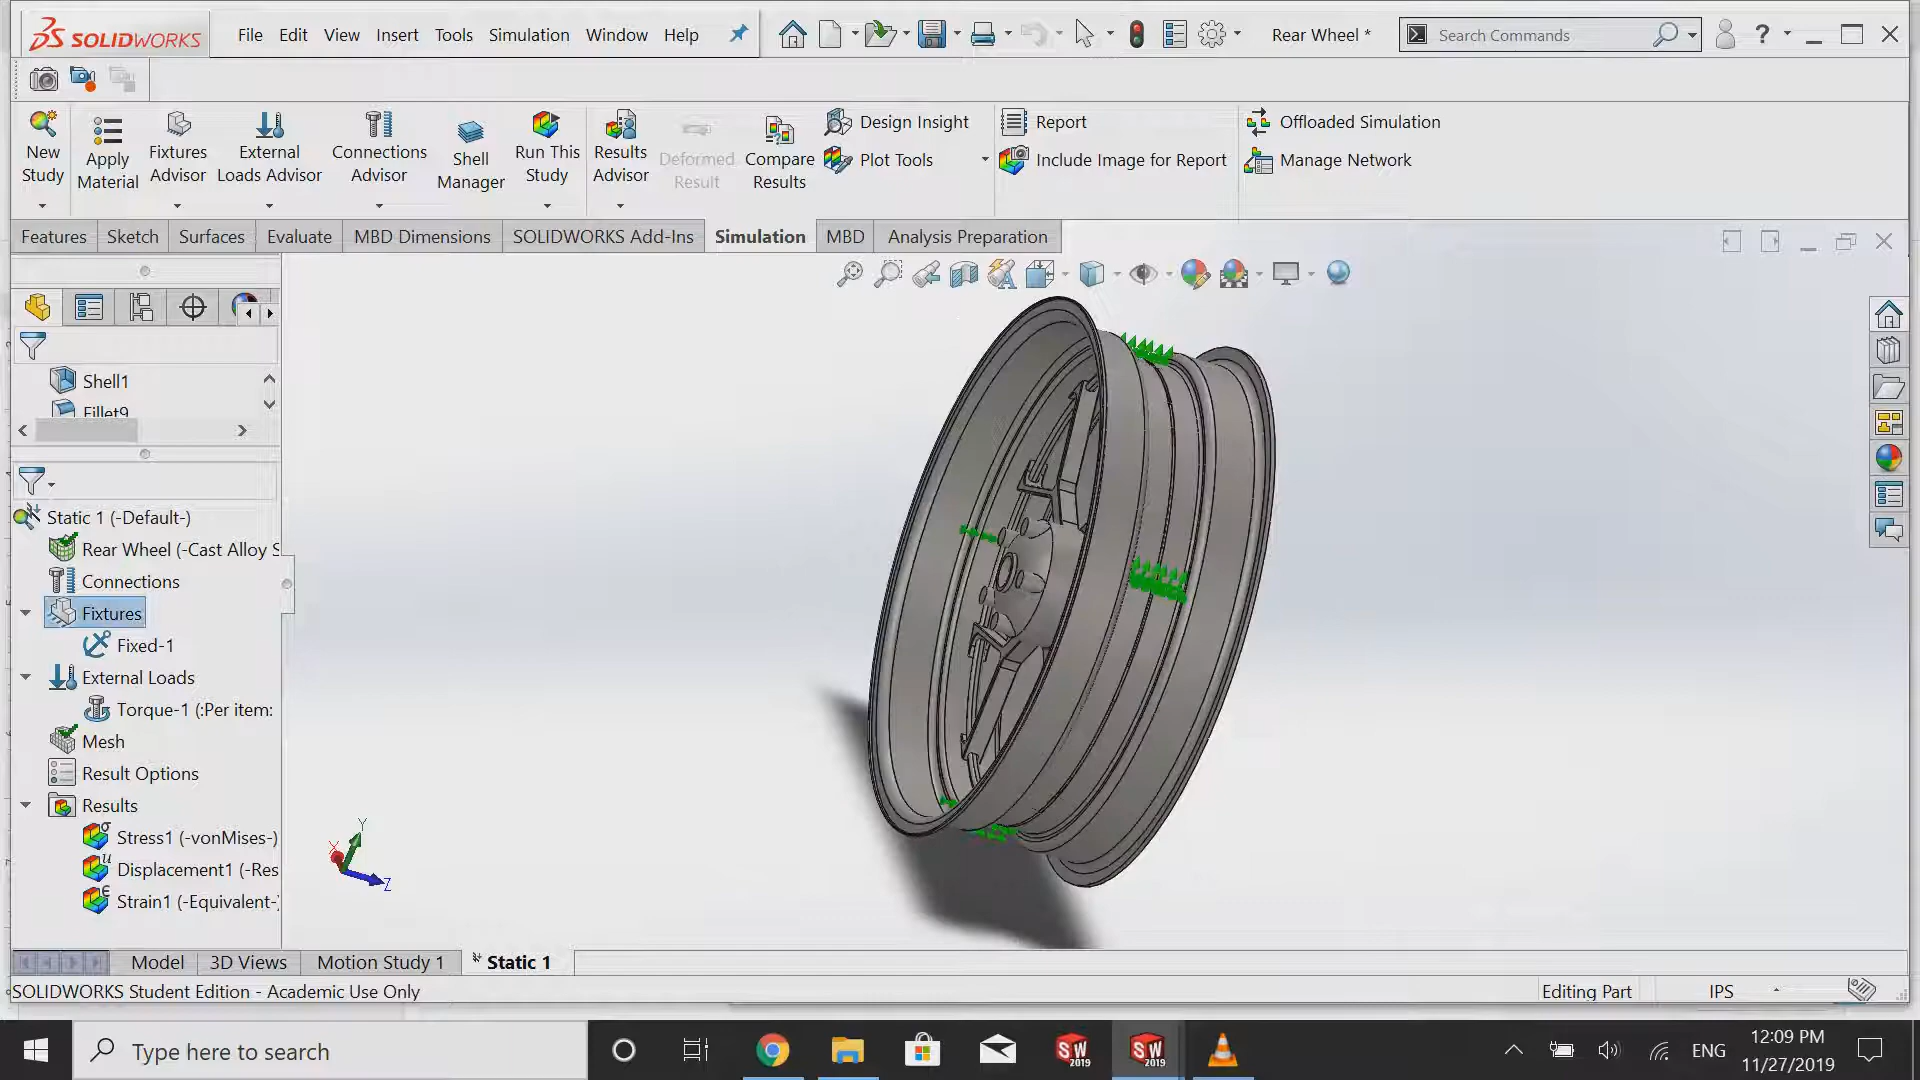 SOLIDWORKS File Edit View Insert Tools Simulation Window Help Rear Wheel * Search Commands ?
New Study
Apply Material
Fixtures Advisor
External Loads Advisor
Connections Advisor
Shell Manager
Run This Study
Results Advisor
Deformed Result
Compare Results
Design Insight
Plot Tools
Report
Include Image for Report
Offloaded Simulation
Manage Network
Features Sketch Surfaces Evaluate MBD Dimensions SOLIDWORKS Add-Ins Simulation MBD Analysis Preparation
Shell1
Fillet9
Static 1 (-Default-)
Rear Wheel (-Cast Alloy S
Connections
Fixtures
Fixed-1
External Loads
Torque-1 (:Per item:
Mesh
Result Options
Results
Stress1 (-vonMises-)
Displacement1 (-Res
Strain1 (-Equivalent-
Y
X
Z
Model 3D Views Motion Study 1 Static 1
SOLIDWORKS Student Edition - Academic Use Only Editing Part IPS
Type here to search
SW 2019
SW 2019
ENG
12:09 PM
11/27/2019